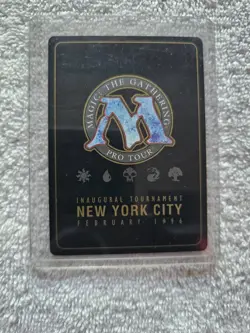 MAGIC: THE GATHERING
M
PRO TOUR
INAUGURAL TOURNAMENT
NEW YORK CITY
FEBRUARY 1996